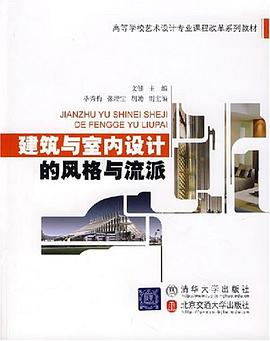 高等学校艺术设计专业课程改革系列教材
文健 主编
JIANZHU YU SHINEI SHEJI
DE FENGGE YU LIUPAI
建筑与室内设计
的风格与流派
清华大学出版社
北京交通大学出版社